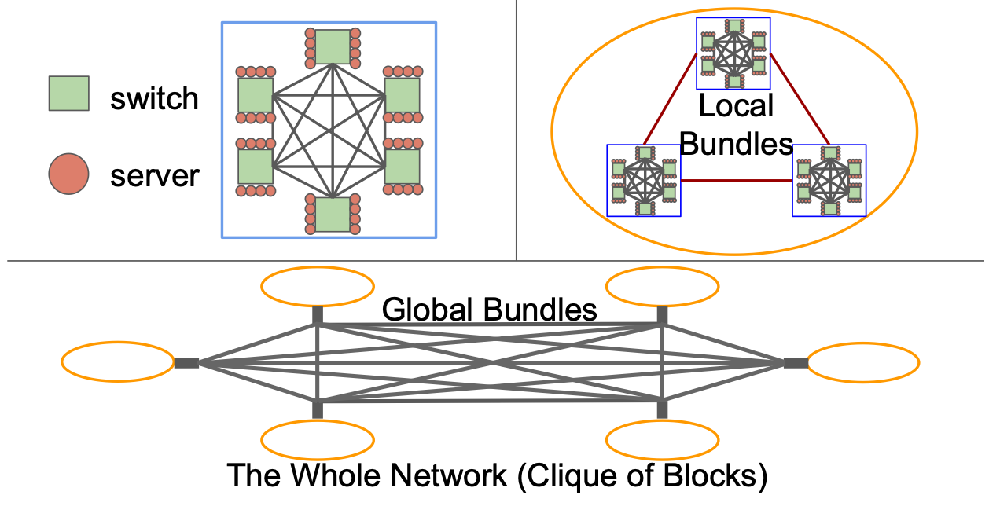 switch
server
Local
Bundles
Global Bundles
The Whole Network (Clique of Blocks)